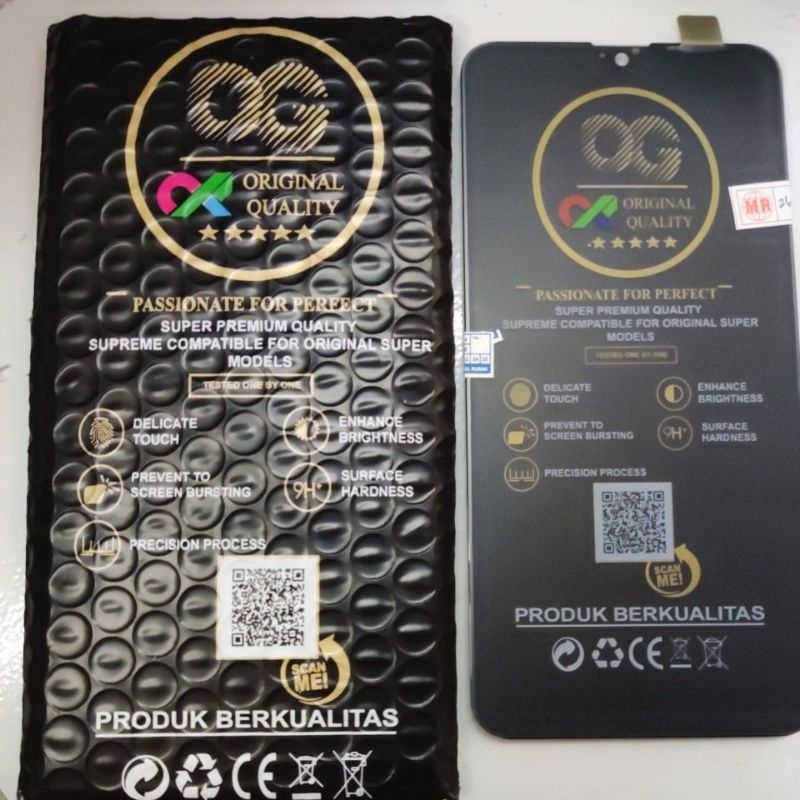 OG
ORIGINAL
QUALITY
PASSIONATE FOR PERFECT
SUPER PREMIUM QUALITY
SUPREME COMPATIBLE FOR ORIGINAL SUPER
MODELS
TESTED ONE BY ONE
DELICATE
TOUCH
ENHANCE
BRIGHTNESS
PREVENT TO
SCREEN BURSTING
9H+
SURFACE
HARDNESS
PRECISION PROCESS
SCAN
ME!
PRODUK BERKUALITAS
CE
OG
ORIGINAL
QUALITY
MR
PASSIONATE FOR PERFECT
SUPER PREMIUM QUALITY
SUPREME COMPATIBLE FOR ORIGINAL SUPER
MODELS
TESTED ONE BY ONE
DELICATE
TOUCH
ENHANCE
BRIGHTNESS
PREVENT TO
SCREEN BURSTING
9H+
SURFACE
HARDNESS
PRECISION PROCESS
SCAN
ME!
PRODUK BERKUALITAS
CE